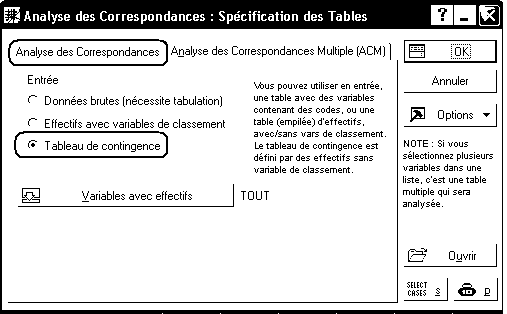 Analyse des Correspondances : Spécification des Tables
?
Analyse des Correspondances
Analyse des Correspondances Multiple (ACM)
Entrée
Données brutes (nécessite tabulation)
Effectifs avec variables de classement
Tableau de contingence
Vous pouvez utiliser en entrée,
une table avec des variables
contenant des codes, ou une
table (empilée) d'effectifs,
avec/sans vars de classement.
Le tableau de contingence est
défini par des effectifs sans
variable de classement.
Variables avec effectifs
TOUT
OK
Annuler
Options
NOTE : Si vous
sélectionnez plusieurs
variables dans une
liste, c'est une table
multiple qui sera
analysée.
Ouvrir
SELECT
CASES
S
D